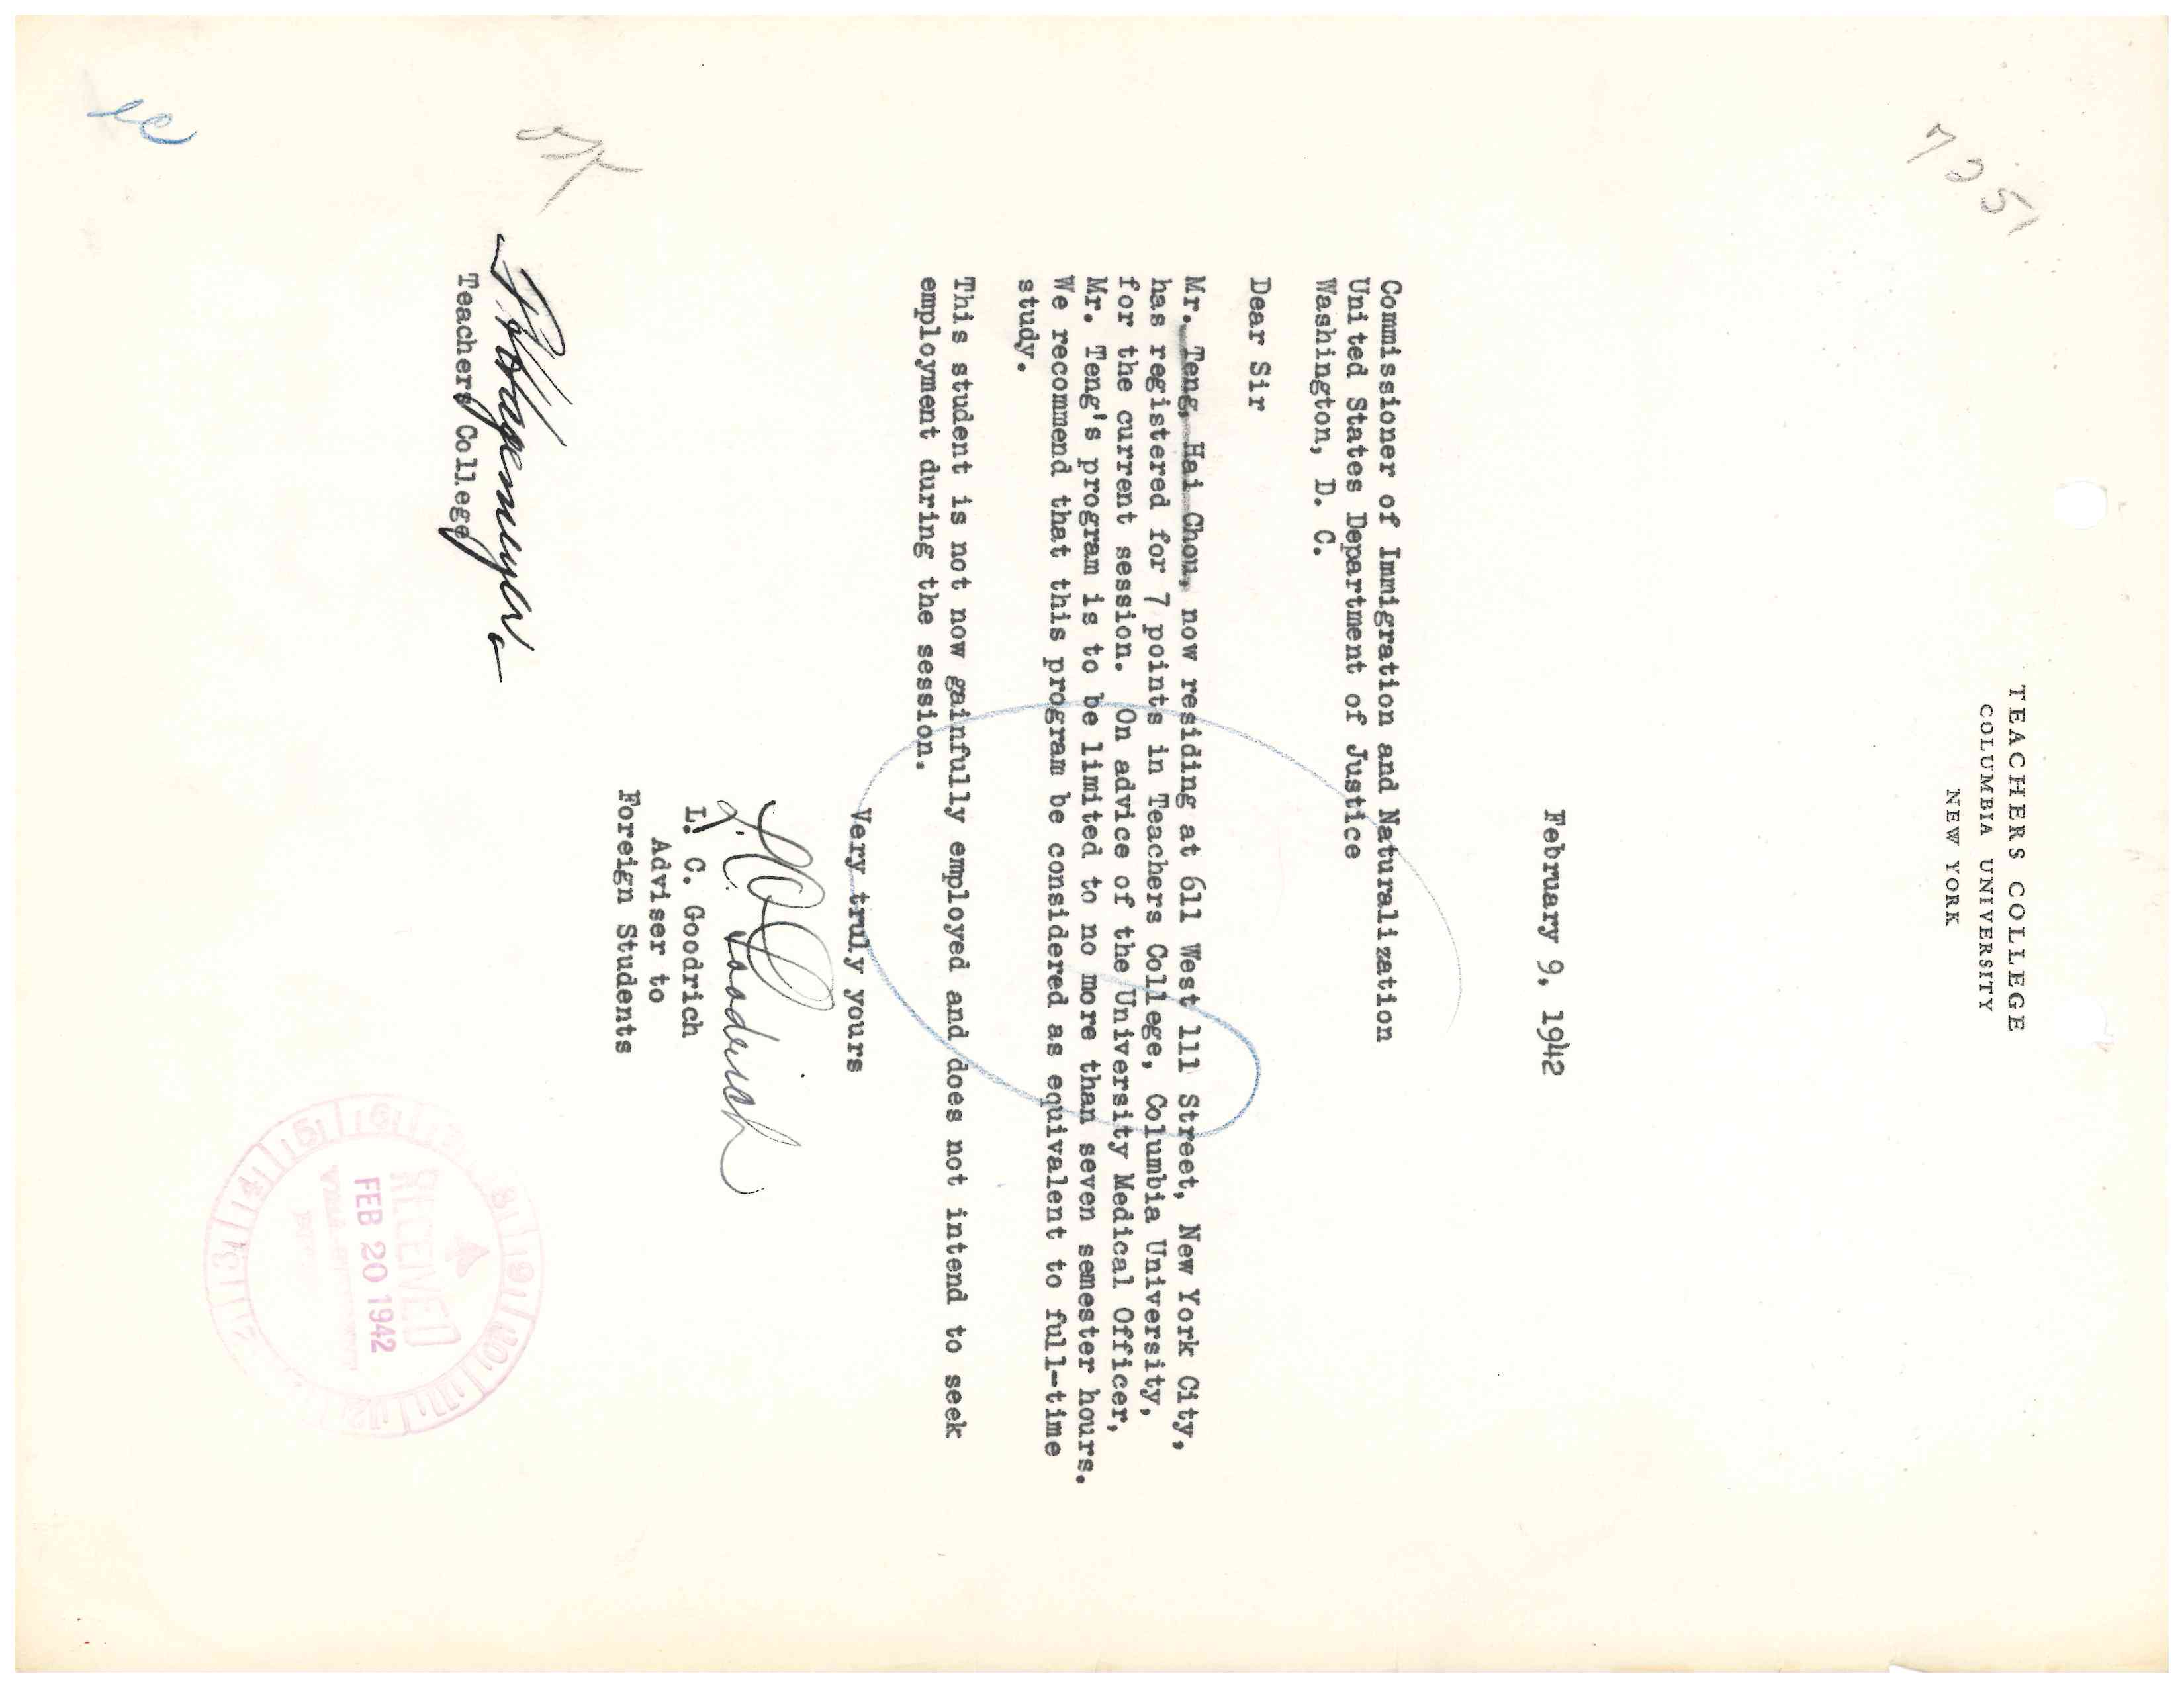 7251
TEACHERS COLLEGE
COLUMBIA UNIVERSITY
NEW YORK
February 9, 1942
Commissioner of Immigration and Naturalization
United States Department of Justice
Washington, D. C.
Dear Sir
Mr. Teng, Hai Chou, now residing at 611 West 111 Street, New York City,
has registered for 7 points in Teachers College, Columbia University,
for the current session. On advice of the University Medical Officer,
Mr. Teng's program is to be limited to no more than seven semester hours.
We recommend that this program be considered as equivalent to full-time
study.
This student is not now gainfully employed and does not intend to seek
employment during the session.
Very truly yours
L. C. Goodrich
L. C. Goodrich
Adviser to
Foreign Students
OK
Hagemeyer
Teachers College
RECEIVED
FEB 20 1942